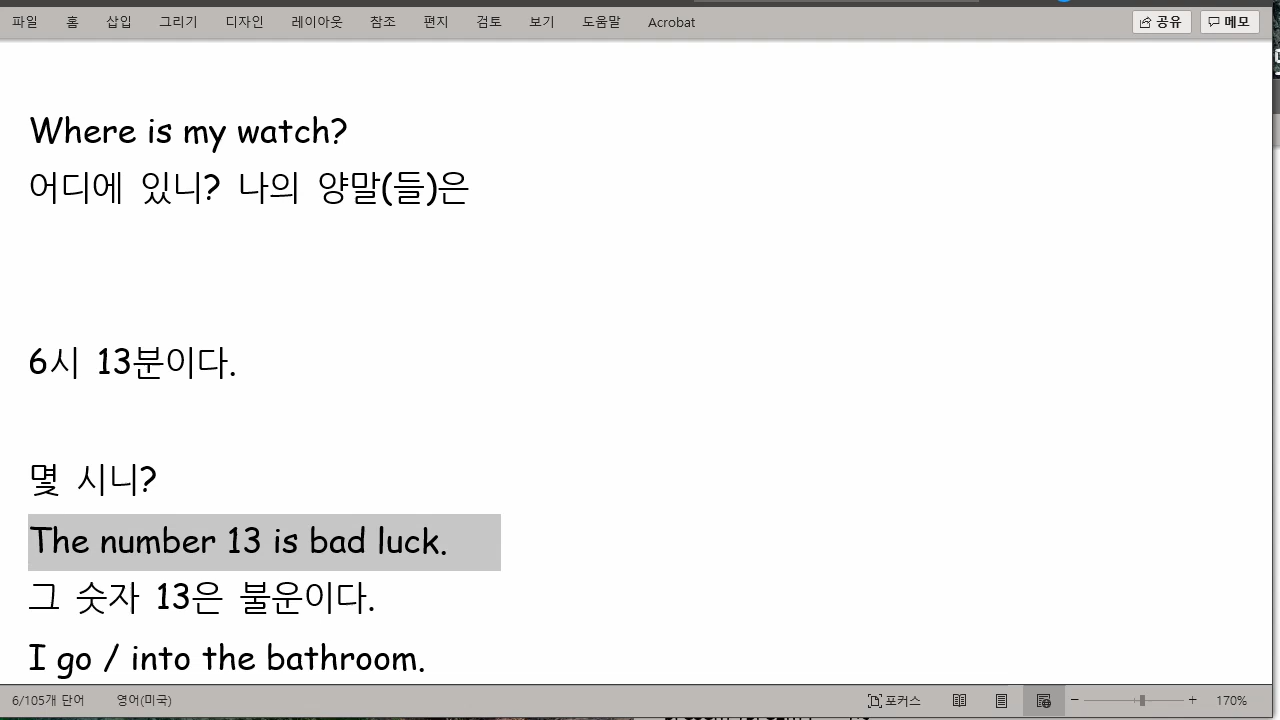 파일 홈 삽입 그리기 디자인 레이아웃 참조 편지 검토 보기 도움말 Acrobat 공유 메모
Where is my watch?
어디에 있니? 나의 양말(들)은
6시 13분이다.
몇 시니?
The number 13 is bad luck.
그 숫자 13은 불운이다.
I go / into the bathroom.
6/105개 단어 영어(미국) 포커스 170%